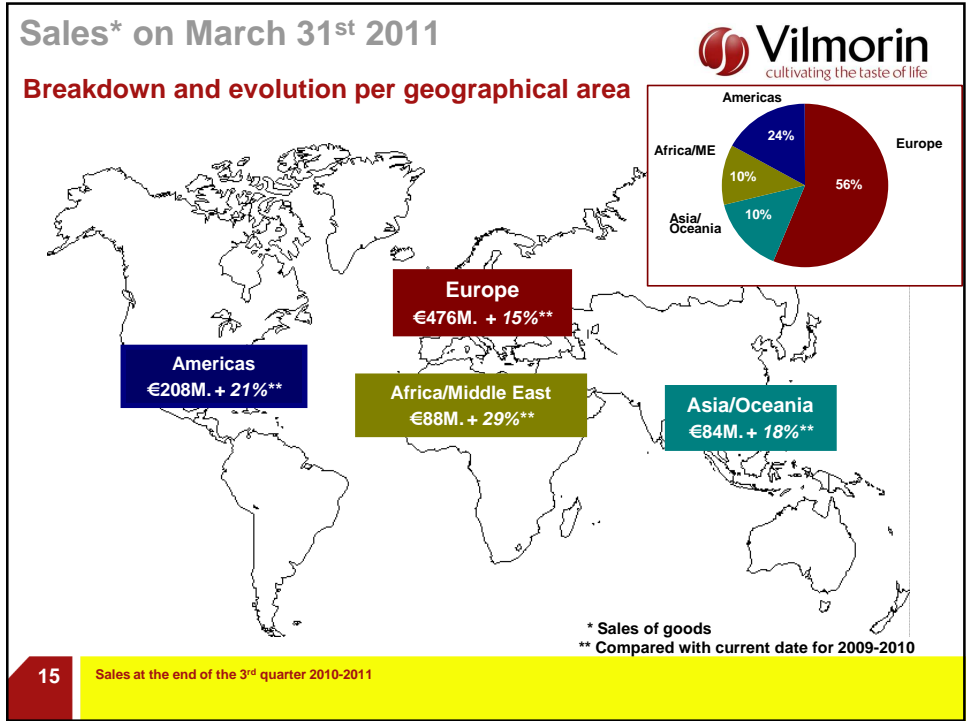 Sales* on March 31st 2011
Vilmorin
cultivating the taste of life
Breakdown and evolution per geographical area
Americas
24%
Europe
Africa/ME
10%
56%
10%
Asia/
Oceania
Europe
€476M. + 15%**
Americas
€208M. + 21%**
Africa/Middle East
€88M. + 29%**
Asia/Oceania
€84M. + 18%**
* Sales of goods
** Compared with current date for 2009-2010
15
Sales at the end of the 3rd quarter 2010-2011